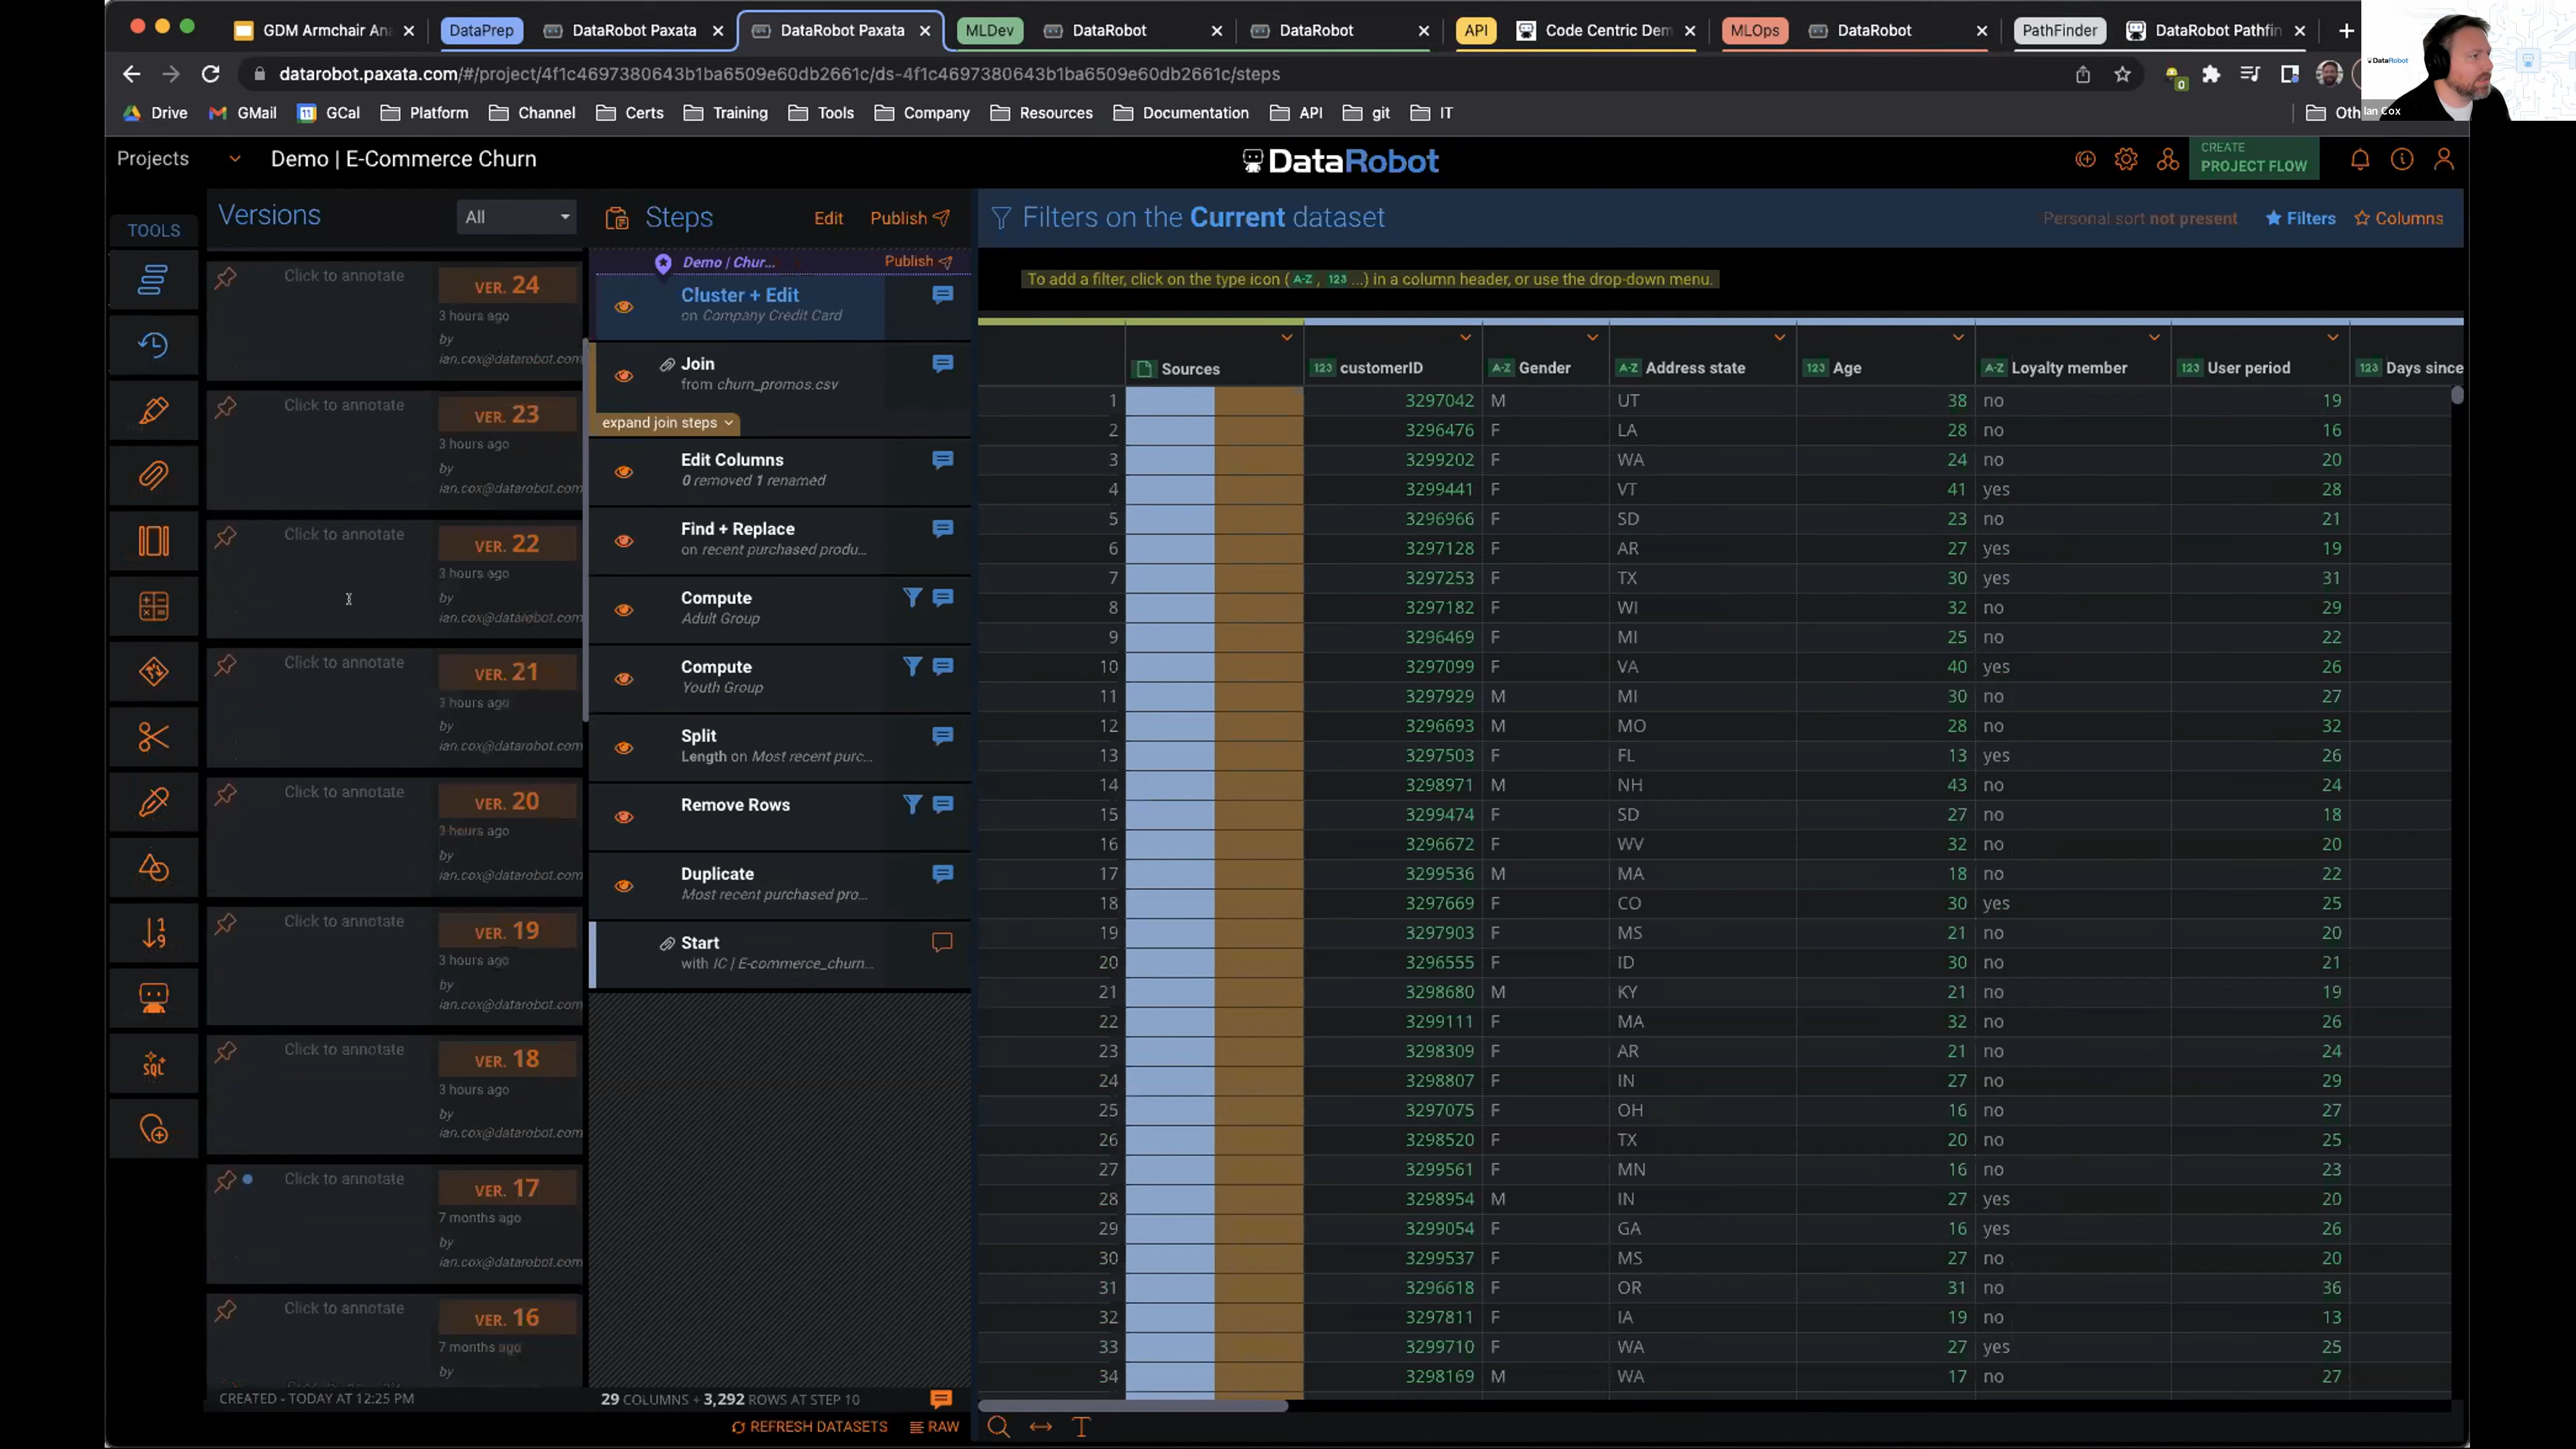 GDM Armchair Ana
DataPrep
DataRobot Paxata
DataRobot Paxata
MLDev
DataRobot
DataRobot
API
Code Centric Dem
MLOps
DataRobot
PathFinder
DataRobot Pathfin
datarobot.paxata.com/#/project/4f1c4697380643b1ba6509e60db2661c/ds-4f1c4697380643b1ba6509e60db2661c/steps
0
DataRobot
Ian Cox
Drive
GMail
GCal
Platform
Channel
Certs
Training
Tools
Company
Resources
Documentation
API
git
IT
Oth
Projects
Demo | E-Commerce Churn
DataRobot
CREATE
PROJECT FLOW
TOOLS
SQL
Versions
All
Click to annotate
VER. 24
3 hours ago
by
ian.cox@datarobot.com
Click to annotate
VER. 23
3 hours ago
by
ian.cox@datarobot.com
Click to annotate
VER. 22
3 hours ago
by
ian.cox@datarobot.com
Click to annotate
VER. 21
3 hours ago
by
ian.cox@datarobot.com
Click to annotate
VER. 20
3 hours ago
by
ian.cox@datarobot.com
Click to annotate
VER. 19
3 hours ago
by
ian.cox@datarobot.com
Click to annotate
VER. 18
3 hours ago
by
ian.cox@datarobot.com
Click to annotate
VER. 17
7 months ago
by
ian.cox@datarobot.com
Click to annotate
VER. 16
7 months ago
by
CREATED - TODAY AT 12:25 PM
Steps
Edit
Publish
Demo | Chur...
Publish
Cluster + Edit
on Company Credit Card
Join
from churn_promos.csv
expand join steps
Edit Columns
0 removed 1 renamed
Find + Replace
on recent purchased produ...
Compute
Adult Group
Compute
Youth Group
Split
Length on Most recent purc...
Remove Rows
Duplicate
Most recent purchased pro...
Start
with IC | E-commerce_churn...
29 COLUMNS + 3,292 ROWS AT STEP 10
REFRESH DATASETS
RAW
Filters on the Current dataset
Personal sort not present
Filters
Columns
To add a filter, click on the type icon ( A-Z , 123 ...) in a column header, or use the drop-down menu.
Sources 123 customerID A-Z Gender A-Z Address state 123 Age A-Z Loyalty member 123 User period 123 Days since
1 3297042 M UT 38 no 19
2 3296476 F LA 28 no 16
3 3299202 F WA 24 no 20
4 3299441 F VT 41 yes 28
5 3296966 F SD 23 no 21
6 3297128 F AR 27 yes 19
7 3297253 F TX 30 yes 31
8 3297182 F WI 32 no 29
9 3296469 F MI 25 no 22
10 3297099 F VA 40 yes 26
11 3297929 M MI 30 no 27
12 3296693 M MO 28 no 32
13 3297503 F FL 13 yes 26
14 3298971 M NH 43 no 24
15 3299474 F SD 27 no 18
16 3296672 F WV 32 no 20
17 3299536 M MA 18 no 22
18 3297669 F CO 30 yes 25
19 3297903 F MS 21 no 20
20 3296555 F ID 30 no 21
21 3298680 M KY 21 no 19
22 3299111 F MA 32 no 26
23 3298309 F AR 21 no 24
24 3298807 F IN 27 no 29
25 3297075 F OH 16 no 27
26 3298520 F TX 20 no 25
27 3299561 F MN 16 no 23
28 3298954 M IN 27 yes 20
29 3299054 F GA 16 yes 26
30 3299537 F MS 27 no 20
31 3296618 F OR 31 no 36
32 3297811 F IA 19 no 13
33 3299710 F WA 27 yes 25
34 3298169 M WA 17 no 27